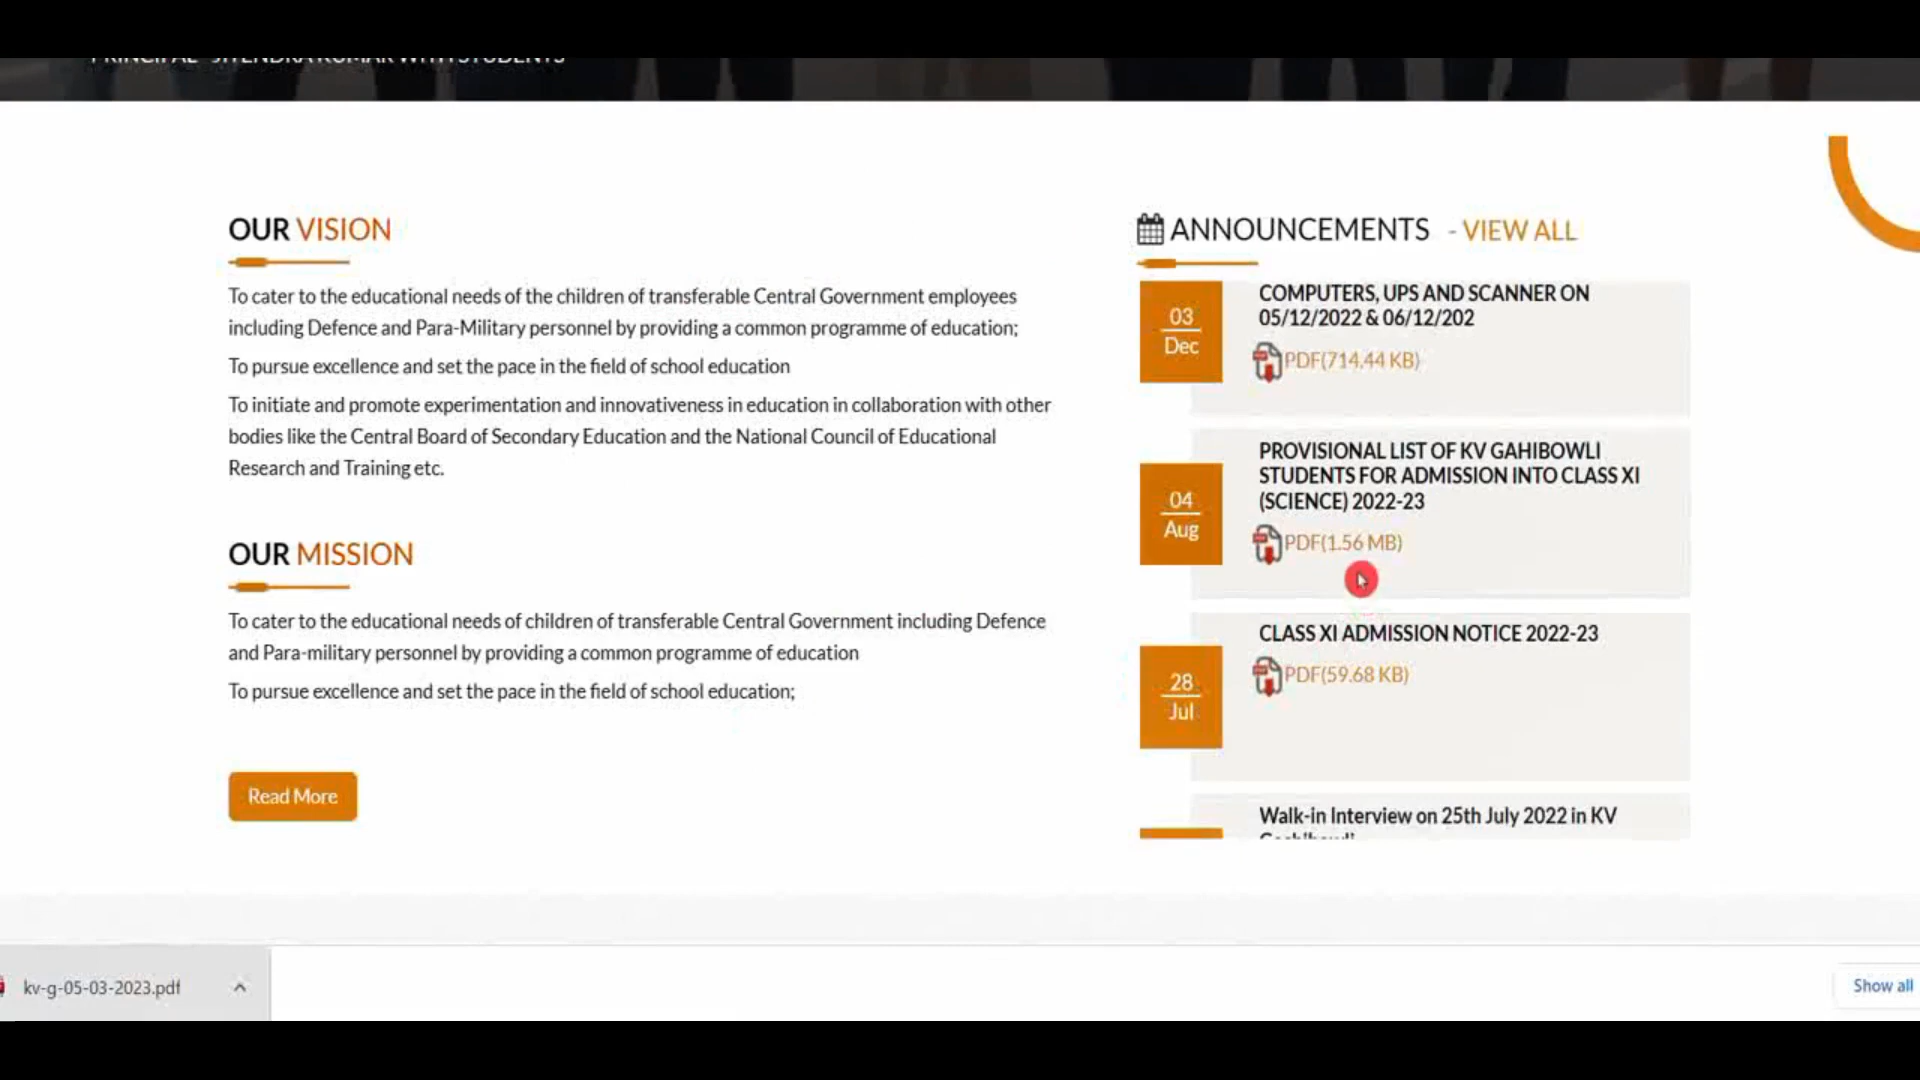 PRINCIPAL JITENDRA KUMAR WITH STUDENTS
OUR VISION
To cater to the educational needs of the children of transferable Central Government employees
including Defence and Para-Military personnel by providing a common programme of education;
To pursue excellence and set the pace in the field of school education
To initiate and promote experimentation and innovativeness in education in collaboration with other
bodies like the Central Board of Secondary Education and the National Council of Educational
Research and Training etc.
OUR MISSION
To cater to the educational needs of children of transferable Central Government including Defence
and Para-military personnel by providing a common programme of education
To pursue excellence and set the pace in the field of school education;
Read More
ANNOUNCEMENTS - VIEW ALL
03
Dec
COMPUTERS, UPS AND SCANNER ON
05/12/2022 & 06/12/202
PDF(714.44 KB)
04
Aug
PROVISIONAL LIST OF KV GAHIBOWLI
STUDENTS FOR ADMISSION INTO CLASS XI
(SCIENCE) 2022-23
PDF(1.56 MB)
28
Jul
CLASS XI ADMISSION NOTICE 2022-23
PDF(59.68 KB)
Walk-in Interview on 25th July 2022 in KV
kv-g-05-03-2023.pdf
Show all